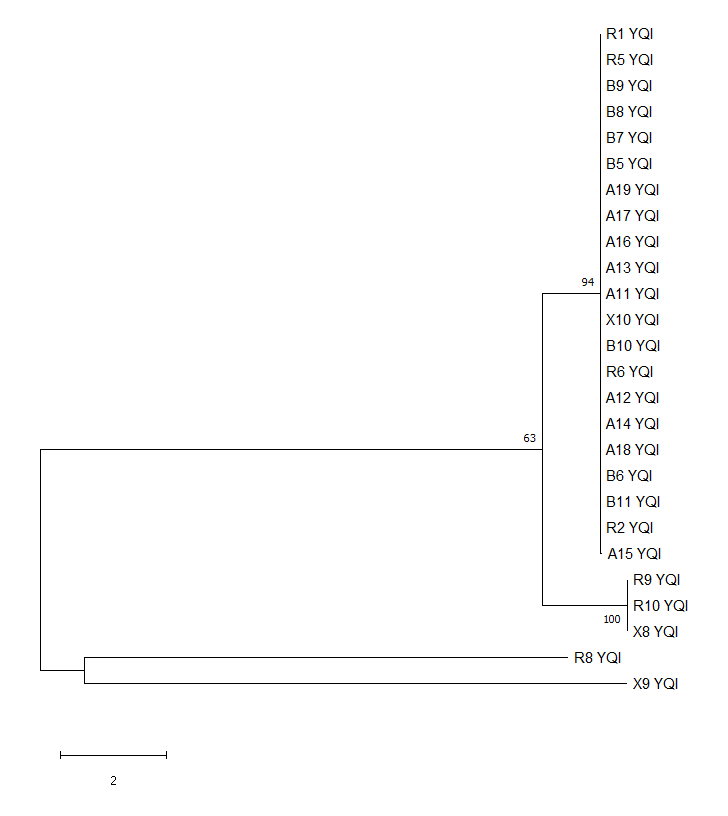 R1 YQI
R5 YQI
B9 YQI
B8 YQI
B7 YQI
B5 YQI
A19 YQI
A17 YQI
A16 YQI
A13 YQI
94
A11 YQI
X10 YQI
B10 YQI
R6 YQI
A12 YQI
A14 YQI
63
A18 YQI
B6 YQI
B11 YQI
R2 YQI
A15 YQI
R9 YQI
R10 YQI
100
X8 YQI
R8 YQI
X9 YQI
2